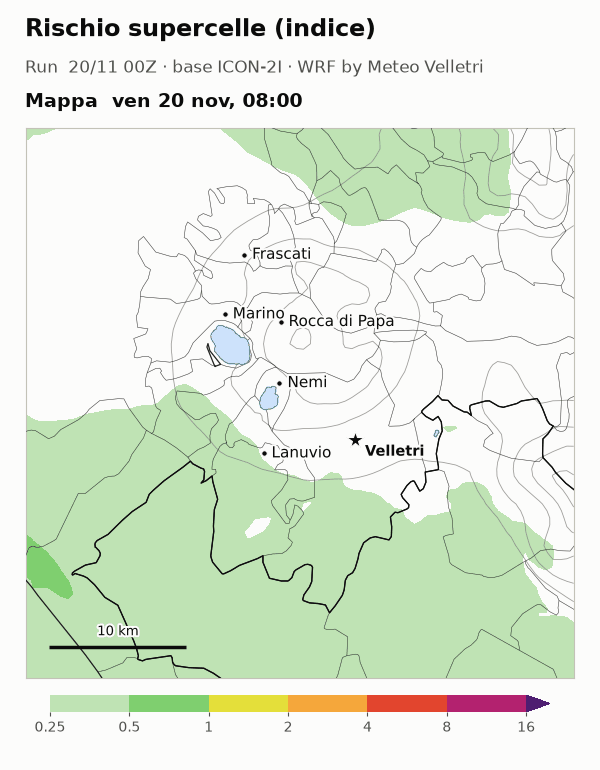 Rischio supercelle (indice)
Run  20/11 00Z · base ICON-2I · WRF by Meteo Velletri
Mappa  ven 20 nov, 08:00
Frascati
Marino
Rocca di Papa
Nemi
Velletri
Lanuvio
10 km
0.25 0.5 1 2 4 8 16